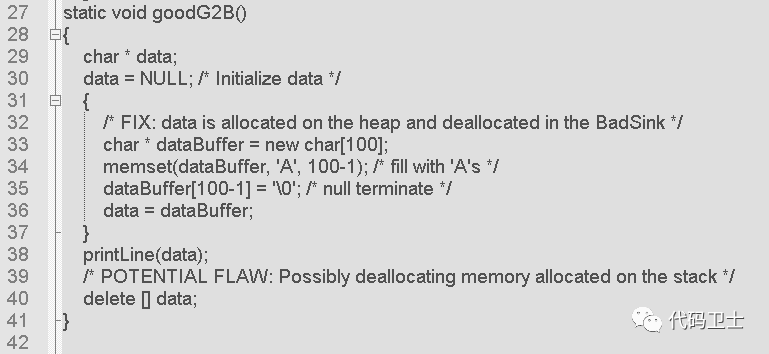 27 static void goodG2B()
28 {
29 char * data;
30 data = NULL; /* Initialize data */
31 {
32 /* FIX: data is allocated on the heap and deallocated in the BadSink */
33 char * dataBuffer = new char[100];
34 memset(dataBuffer, 'A', 100-1); /* fill with 'A's */
35 dataBuffer[100-1] = '\0'; /* null terminate */
36 data = dataBuffer;
37 }
38 printLine(data);
39 /* POTENTIAL FLAW: Possibly deallocating memory allocated on the stack */
40 delete [] data;
41 }
42
代码卫士